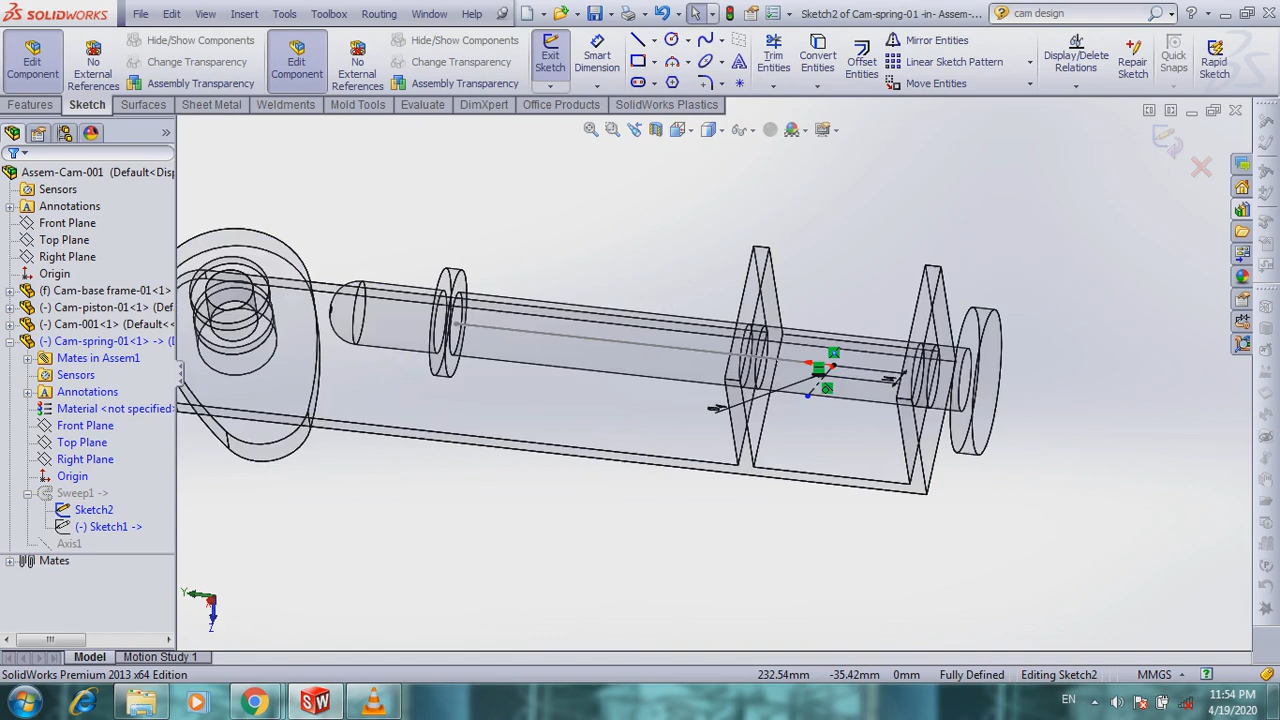 SOLIDWORKS
File Edit View Insert Tools Toolbox Routing Window Help
Sketch2 of Cam-spring-01 -in- Assem-...
cam design
Edit Component
No External References
Hide/Show Components
Change Transparency
Assembly Transparency
Edit Component
No External References
Hide/Show Components
Change Transparency
Assembly Transparency
Exit Sketch
Smart Dimension
Trim Entities
Convert Entities
Offset Entities
Mirror Entities
Linear Sketch Pattern
Move Entities
Display/Delete Relations
Repair Sketch
Quick Snaps
Rapid Sketch
Features Sketch Surfaces Sheet Metal Weldments Mold Tools Evaluate DimXpert Office Products SolidWorks Plastics
Assem-Cam-001 (Default<Disp
Sensors
Annotations
Front Plane
Top Plane
Right Plane
Origin
(f) Cam-base frame-01<1> (D
(-) Cam-piston-01<1> (Def
(-) Cam-001<1> (Default<<
(-) Cam-spring-01<1> -> (D
Mates in Assem1
Sensors
Annotations
Material <not specified>
Front Plane
Top Plane
Right Plane
Origin
Sweep1 ->
Sketch2
(-) Sketch1 ->
Axis1
Mates
Y
Z
Model Motion Study 1
SolidWorks Premium 2013 x64 Edition
232.54mm -35.42mm 0mm Fully Defined Editing Sketch2 MMGS
EN
11:54 PM
4/19/2020